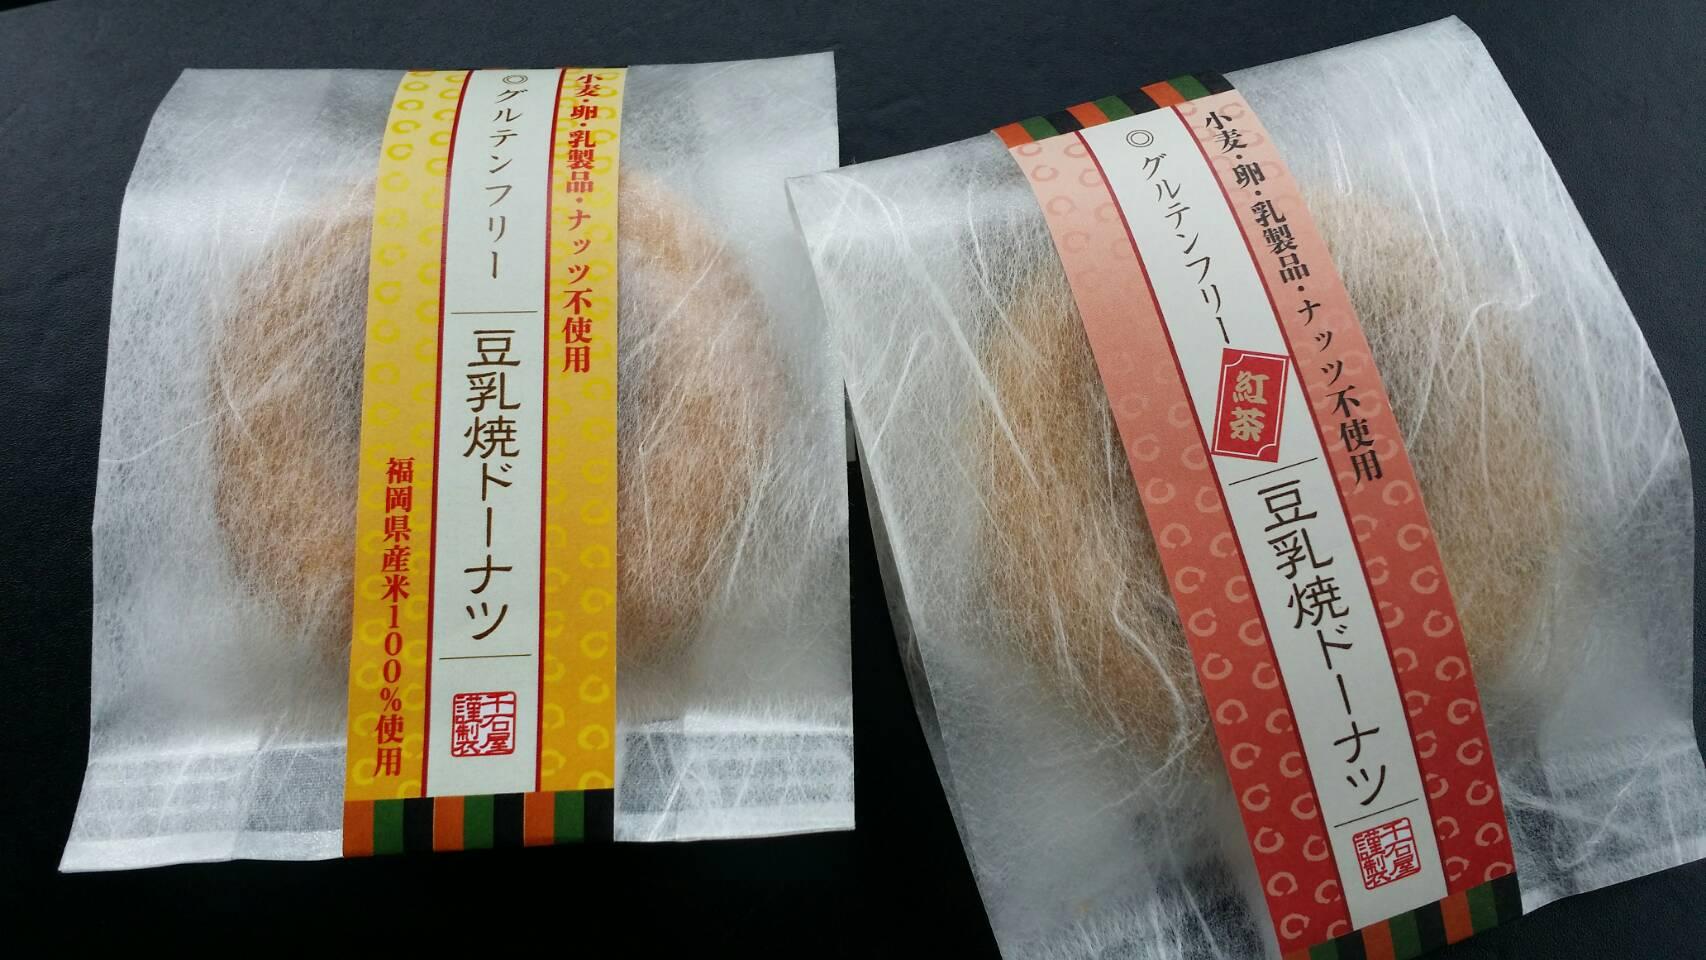 小麦・卵・乳製品・ナッツ不使用
◎グルテンフリー
豆乳焼ドーナツ
千石屋
謹製
福岡県産米100%使用
小麦・卵・乳製品・ナッツ不使用
◎グルテンフリー
紅茶
豆乳焼ドーナツ
千石屋
謹製